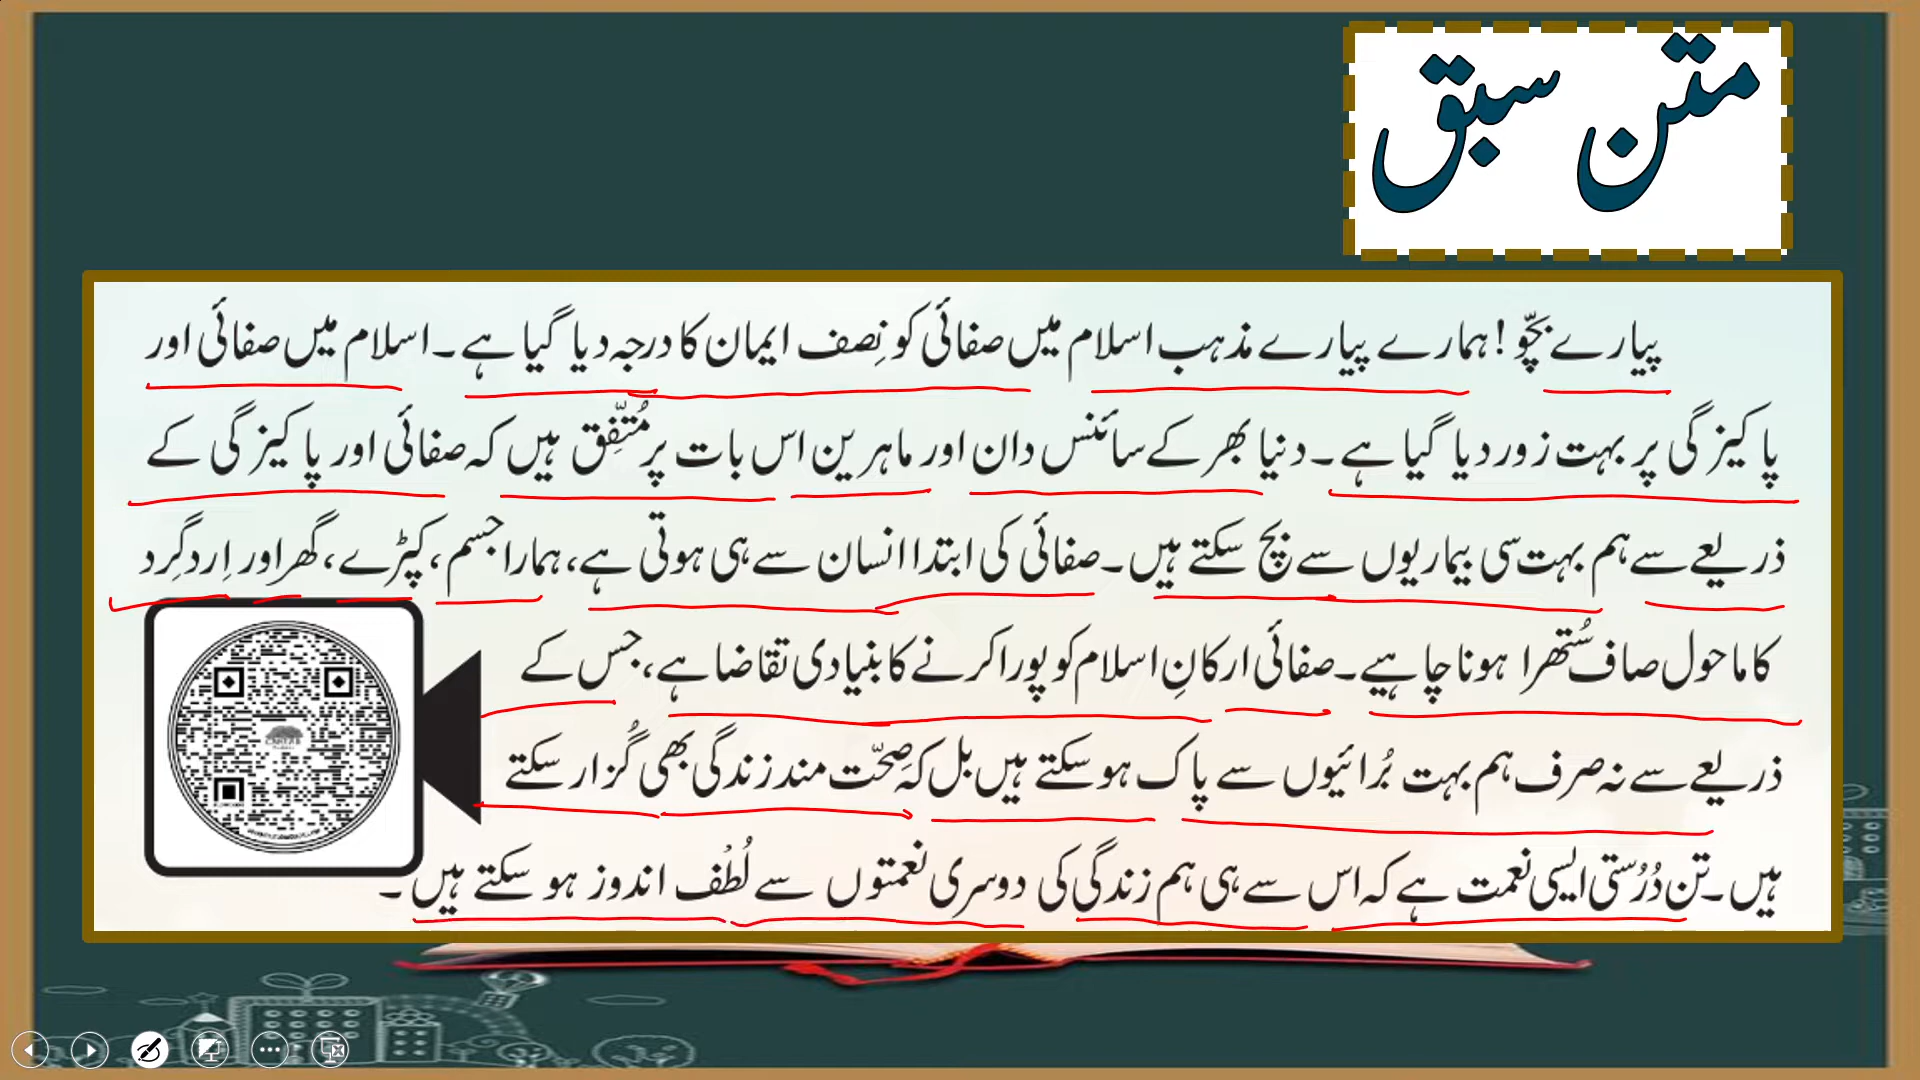 متن سبق
پیارے بچّو! ہمارے پیارے مذہب اسلام میں صفائی کو نِصف ایمان کا درجہ دیا گیا ہے۔ اسلام میں صفائی اور
پاکیزگی پر بہت زور دیا گیا ہے۔ دنیا بھر کے سائنس دان اور ماہرین اس بات پر مُتّفِق ہیں کہ صفائی اور پاکیزگی کے
ذریعے سے ہم بہت سی بیماریوں سے بچ سکتے ہیں۔ صفائی کی ابتدا انسان سے ہی ہوتی ہے، ہمارا جسم، کپڑے، گھر اور اِرد گِرد
کا ماحول صاف سُتھرا ہونا چاہیے۔ صفائی ارکانِ اسلام کو پورا کرنے کا بنیادی تقاضا ہے، جس کے
ذریعے سے نہ صرف ہم بہت بُرائیوں سے پاک ہو سکتے ہیں بل کہ صِحّت مند زندگی بھی گُزار سکتے
ہیں۔ تن دُرُستی ایسی نعمت ہے کہ اس سے ہی ہم زندگی کی دوسری نعمتوں سے لُطْف اندوز ہو سکتے ہیں۔